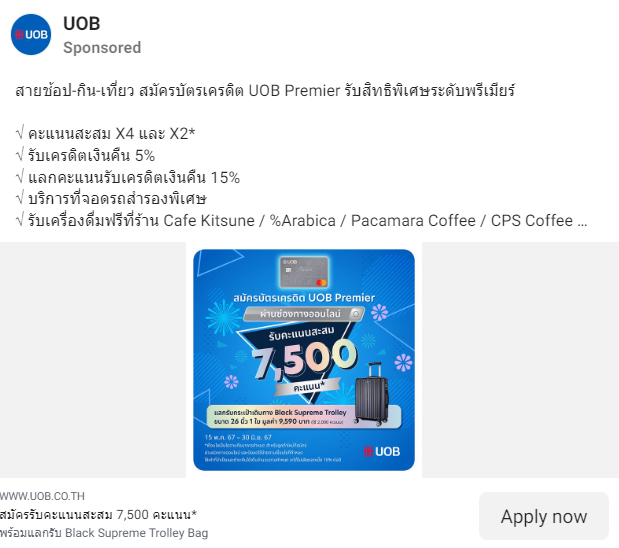 UOB
UOB
Sponsored
สายช้อป-กิน-เที่ยว สมัครบัตรเครดิต UOB Premier รับสิทธิพิเศษระดับพรีเมียร์
√ คะแนนสะสม X4 และ X2*
√ รับเครดิตเงินคืน 5%
√ แลกคะแนนรับเครดิตเงินคืน 15%
√ บริการที่จอดรถสำรองพิเศษ
√ รับเครื่องดื่มฟรีที่ร้าน Cafe Kitsune / %Arabica / Pacamara Coffee / CPS Coffee ...
UOB
สมัครบัตรเครดิต UOB Premier
ผ่านช่องทางออนไลน์
รับคะแนนสะสม
7,500
คะแนน*
แลกรับกระเป๋าเดินทาง Black Supreme Trolley
ขนาด 26 นิ้ว 1 ใบ มูลค่า 9,590 บาท
15 พ.ค. 67 – 30 มิ.ย. 67
UOB
WWW.UOB.CO.TH
สมัครรับคะแนนสะสม 7,500 คะแนน*
พร้อมแลกรับ Black Supreme Trolley Bag
Apply now